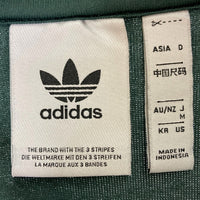 adidas
THE BRAND WITH THE 3 STRIPES
DIE WELTMARKE MIT DEN 3 STREIFEN
LA MARQUE AUX 3 BANDES
ASIA D
中国尺码
AU/NZ J
M
KR US
MADE IN
INDONESIA